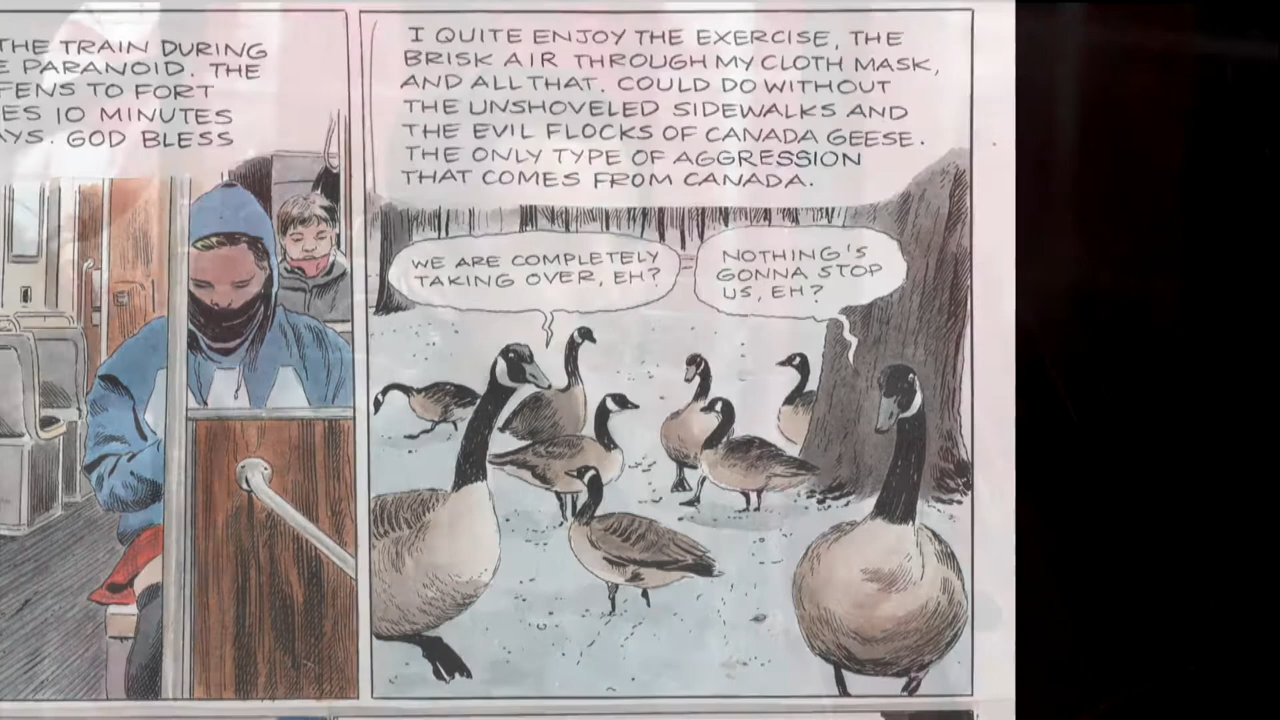 THE TRAIN DURING
PARANOID. THE
FENS TO FORT
ES 10 MINUTES
AYS. GOD BLESS
I QUITE ENJOY THE EXERCISE, THE
BRISK AIR THROUGH MY CLOTH MASK,
AND ALL THAT. COULD DO WITHOUT
THE UNSHOVELED SIDEWALKS AND
THE EVIL FLOCKS OF CANADA GEESE.
THE ONLY TYPE OF AGGRESSION
THAT COMES FROM CANADA.
WE ARE COMPLETELY
TAKING OVER, EH?
NOTHING'S
GONNA STOP
US, EH?